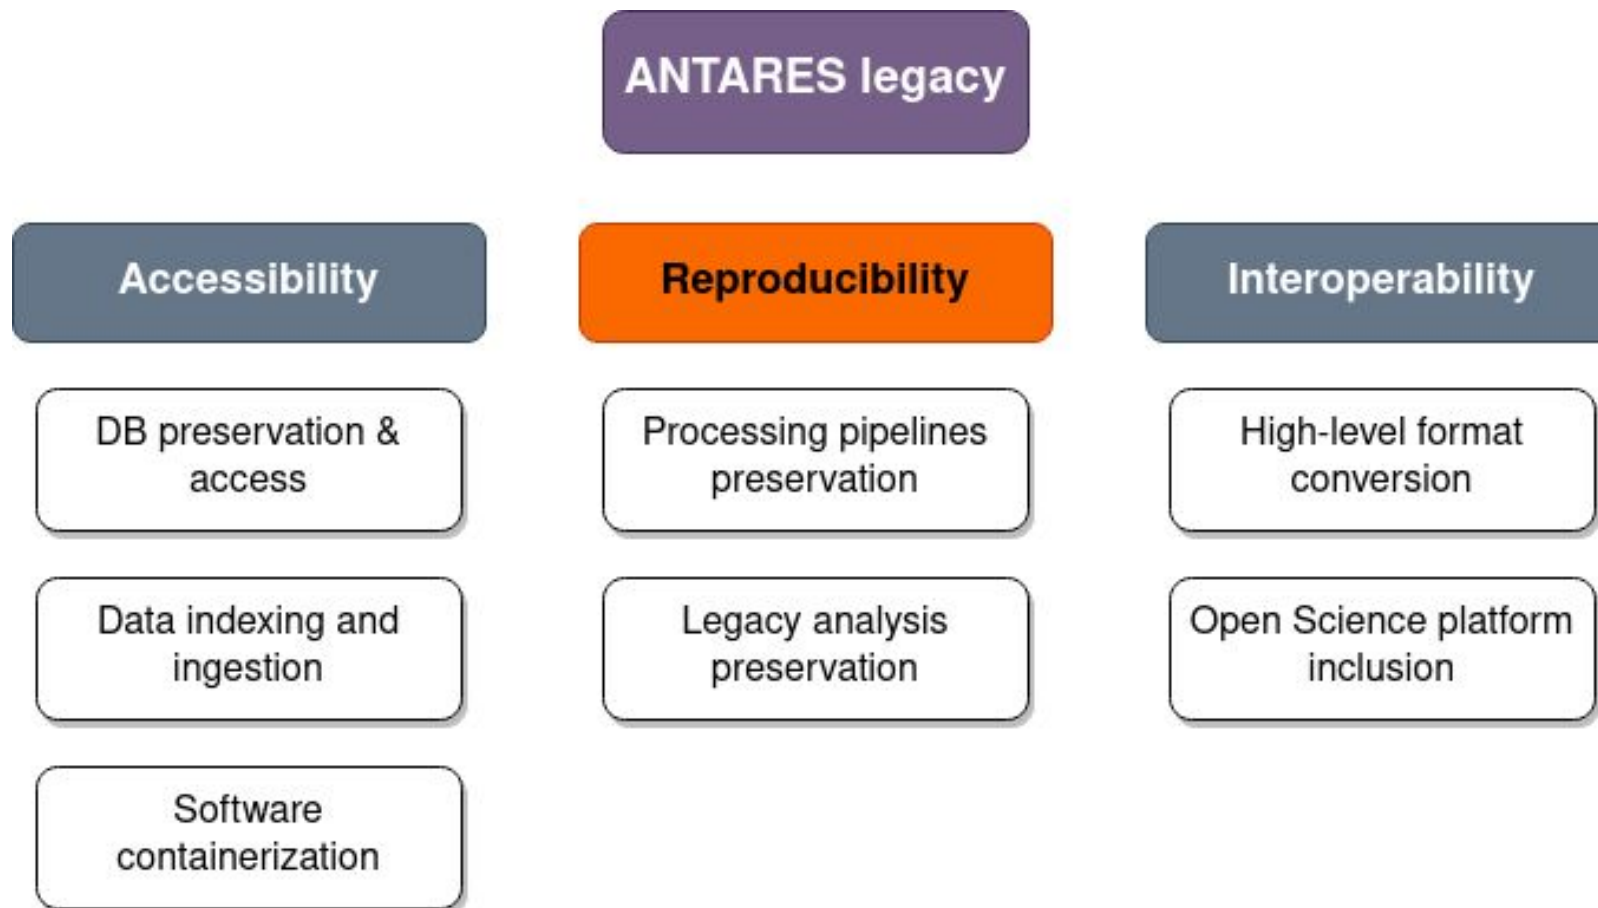 ANTARES legacy
Accessibility
DB preservation &
access
Data indexing and
ingestion
Software
containerization
Reproducibility
Processing pipelines
preservation
Legacy analysis
preservation
Interoperability
High-level format
conversion
Open Science platform
inclusion